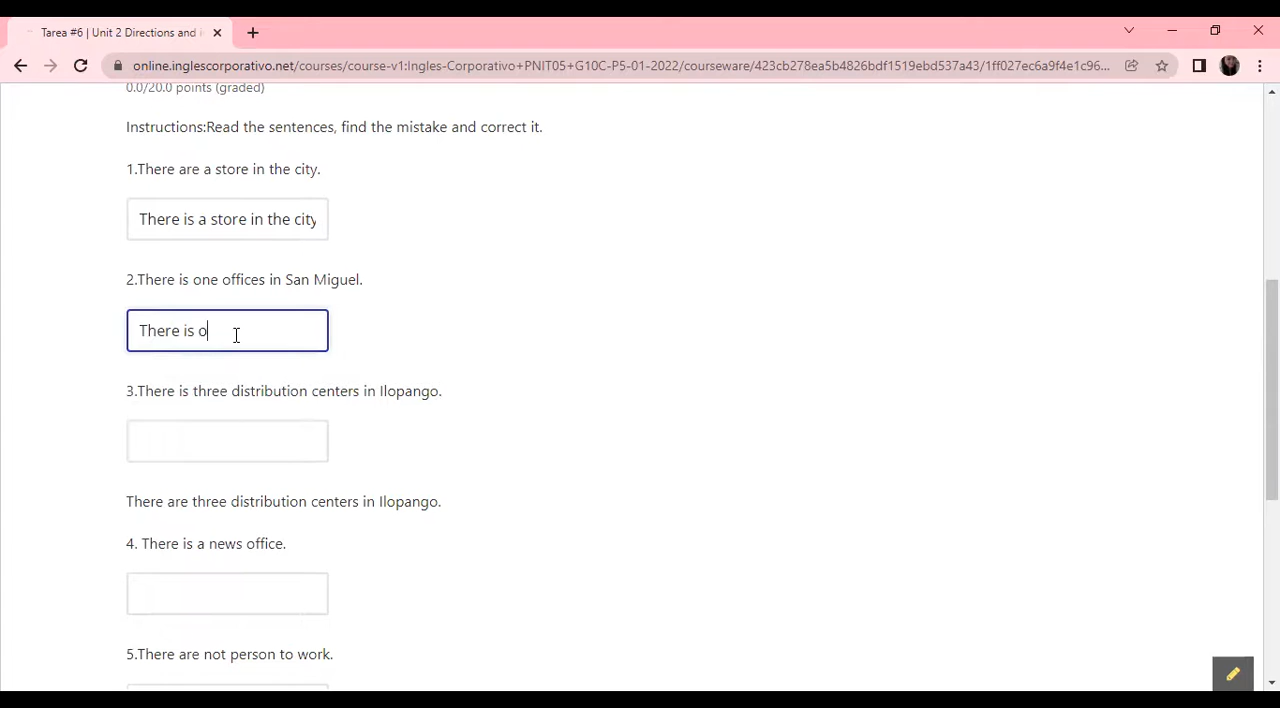 Tarea #6 | Unit 2 Directions and i
online.inglescorporativo.net/courses/course-v1:Ingles-Corporativo+PNIT05+G10C-P5-01-2022/courseware/423cb278ea5b4826bdf1519ebd537a43/1ff027ec6a9f4e1c96...
0.0/20.0 points (graded)
Instructions:Read the sentences, find the mistake and correct it.
1.There are a store in the city.
There is a store in the city
2.There is one offices in San Miguel.
There is o
3.There is three distribution centers in Ilopango.
There are three distribution centers in Ilopango.
4. There is a news office.
5.There are not person to work.